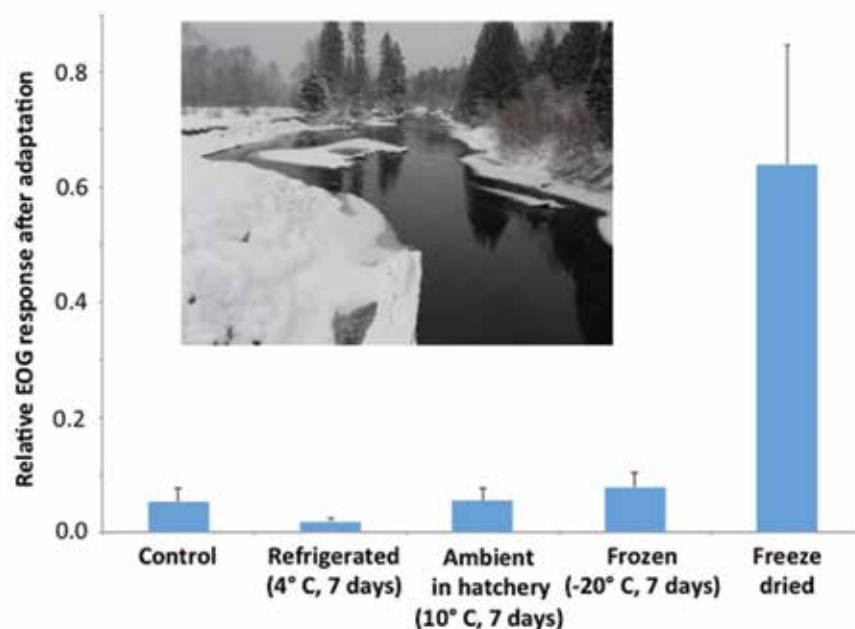 Relative EOG response after adaptation
0.8
0.6
0.4
0.2
0.0
Control
Refrigerated
(4° C, 7 days)
Ambient
in hatchery
(10° C, 7 days)
Frozen
(-20° C, 7 days)
Freeze
dried